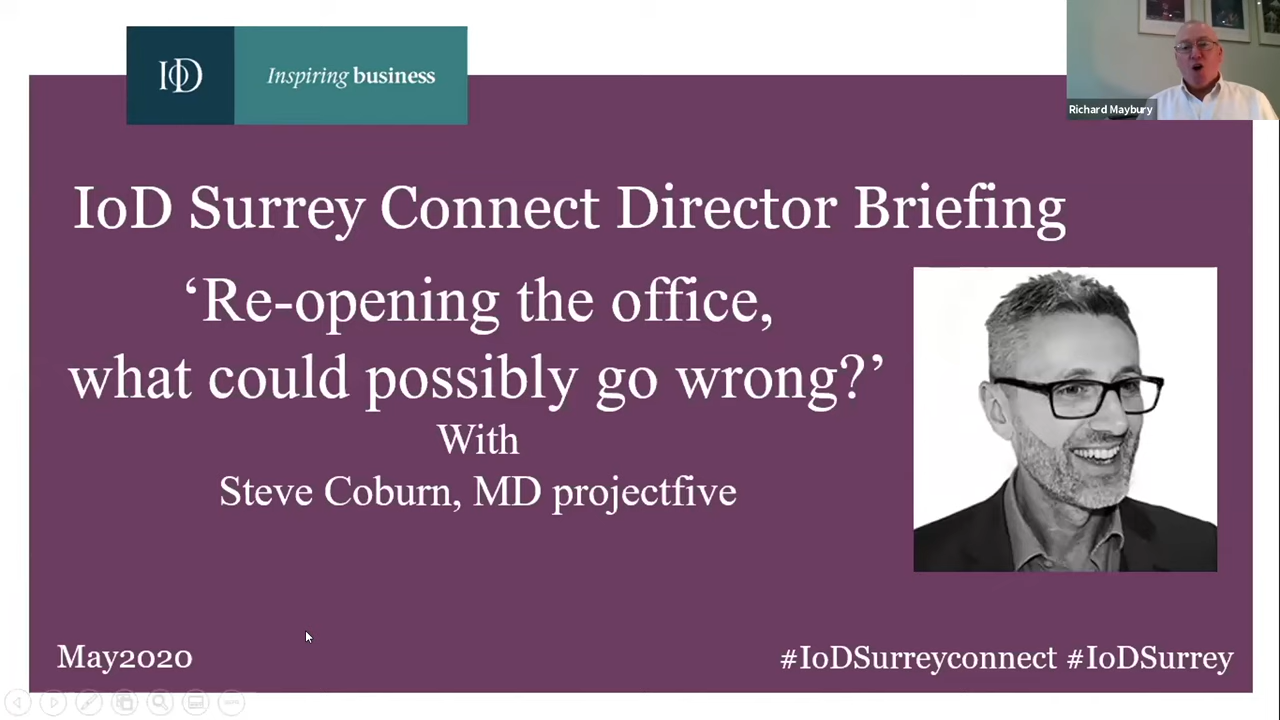 IOD
Inspiring business
Richard Maybury
IoD Surrey Connect Director Briefing
‘Re-opening the office,
what could possibly go wrong?’
With
Steve Coburn, MD projectfive
May2020
#IoDSurreyconnect #IoDSurrey